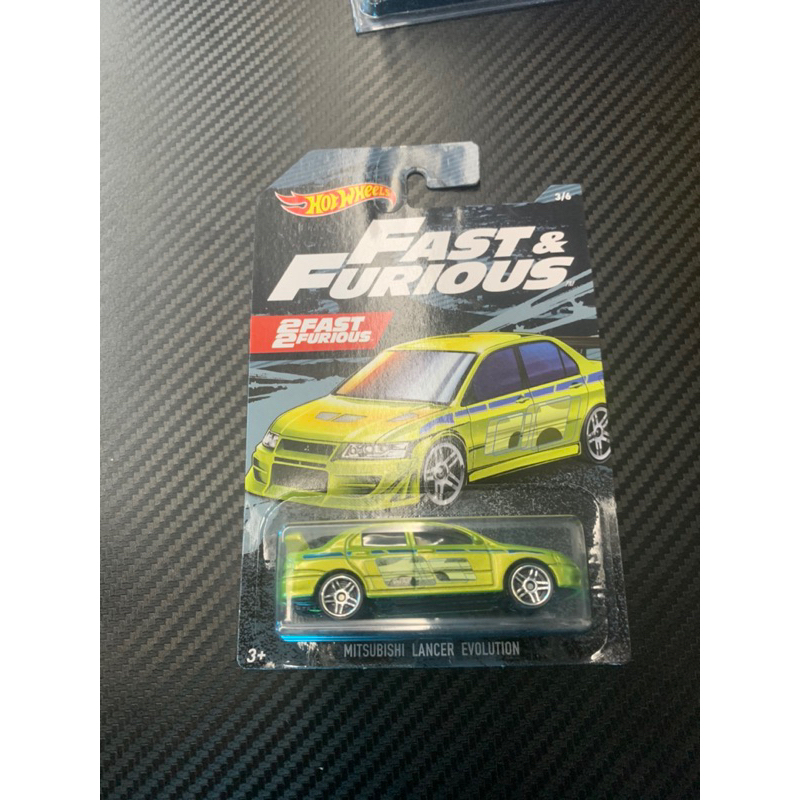 HOT WHEELS
3/6
FAST &
FURIOUS
2 FAST
2 FURIOUS
3+
MITSUBISHI LANCER EVOLUTION